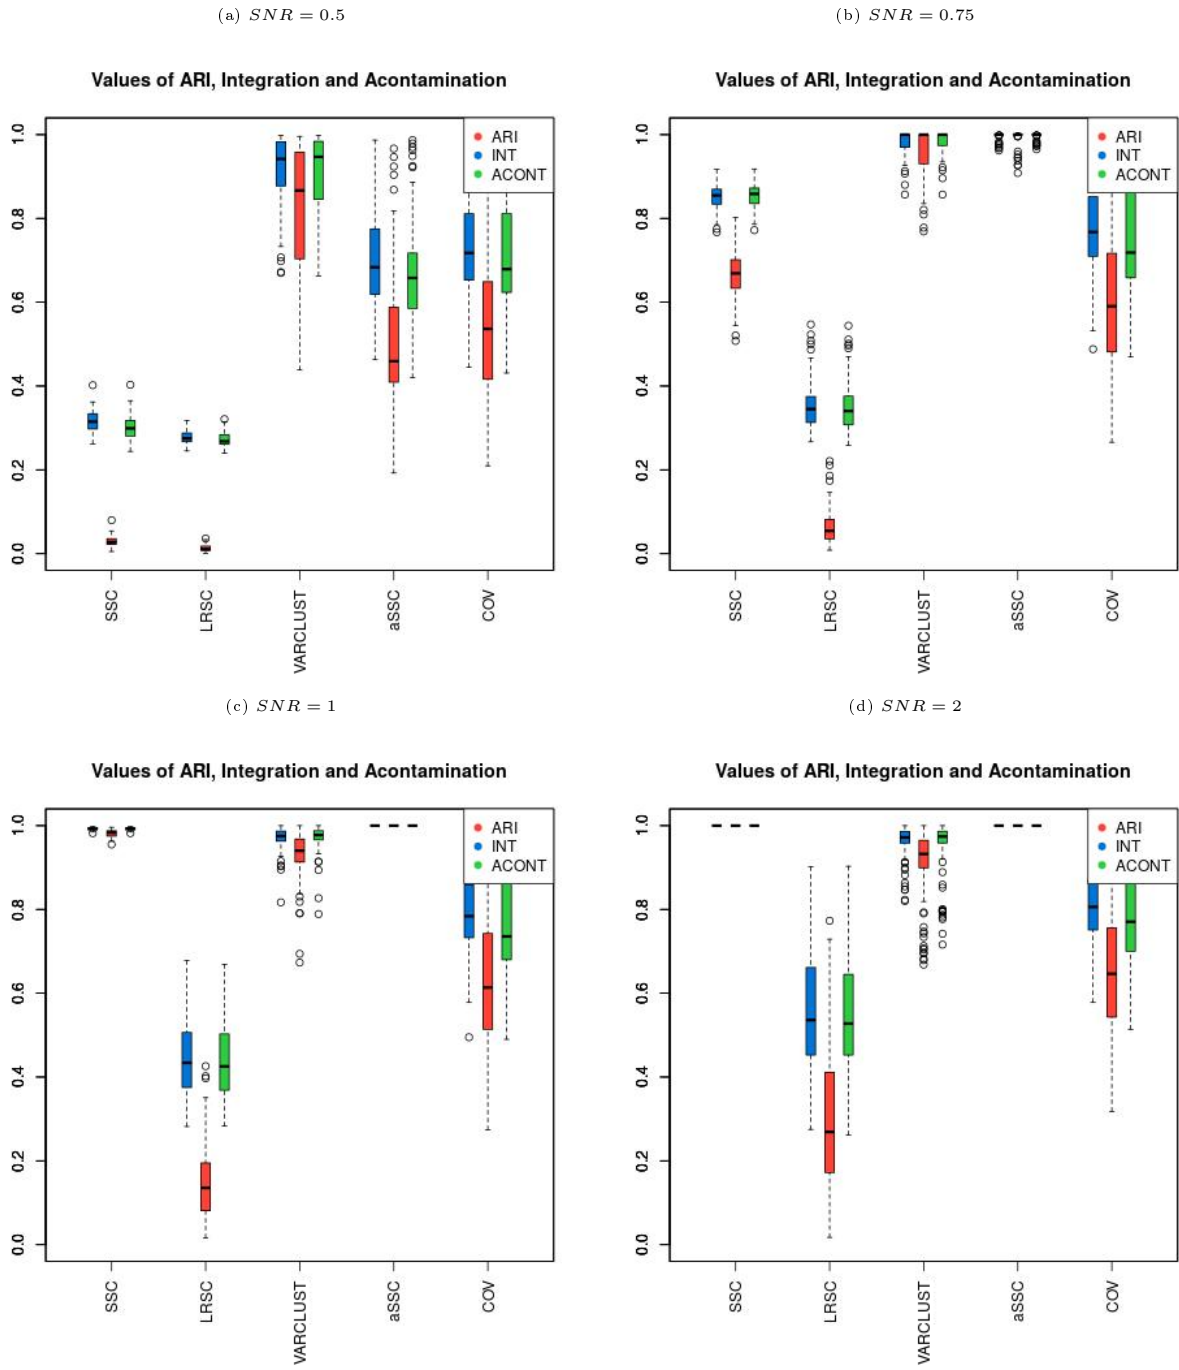 (a) SNR = 0.5
Values of ARI, Integration and Acontamination
1.0
0.8
0.6
0.4
0.2
0.0
ARI
INT
ACONT
SSC
LRSC
VARCLUST
aSSC
COV
(b) SNR = 0.75
Values of ARI, Integration and Acontamination
1.0
0.8
0.6
0.4
0.2
0.0
ARI
INT
ACONT
SSC
LRSC
VARCLUST
aSSC
COV
(c) SNR = 1
Values of ARI, Integration and Acontamination
1.0
0.8
0.6
0.4
0.2
0.0
ARI
INT
ACONT
SSC
LRSC
VARCLUST
aSSC
COV
(d) SNR = 2
Values of ARI, Integration and Acontamination
1.0
0.8
0.6
0.4
0.2
0.0
ARI
INT
ACONT
SSC
LRSC
VARCLUST
aSSC
COV